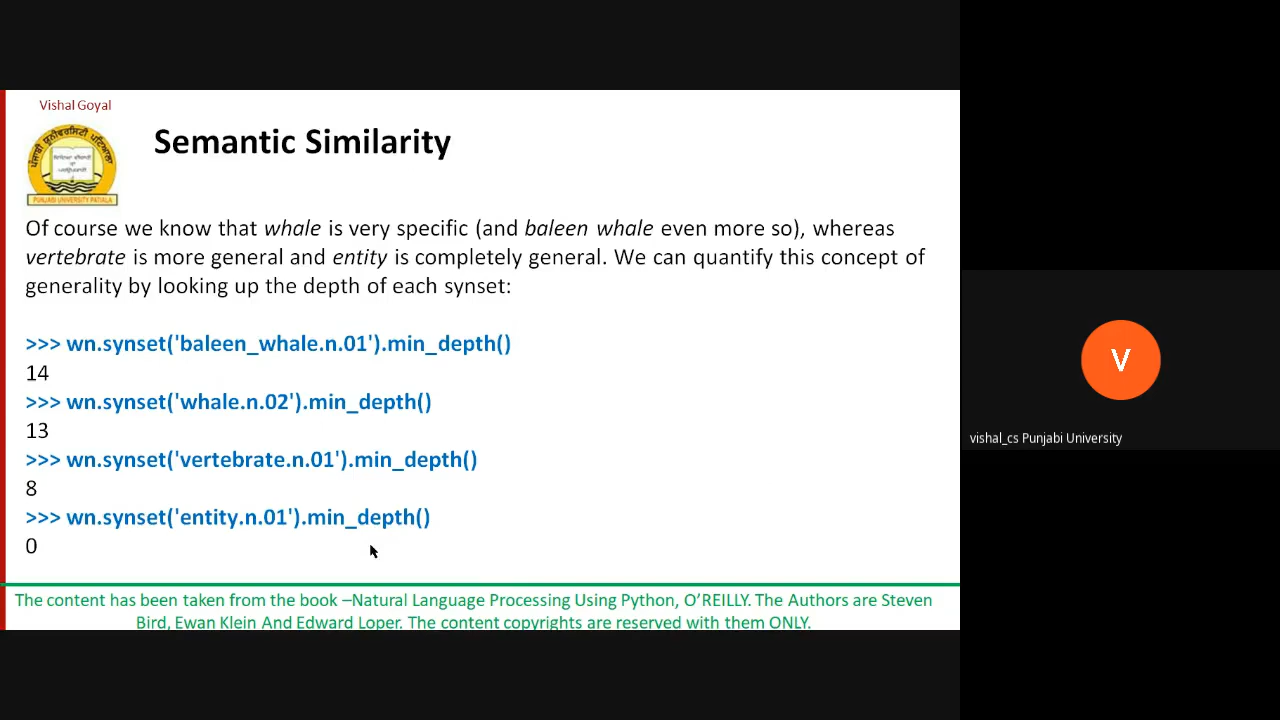 Vishal Goyal
Semantic Similarity
PUNJABI UNIVERSITY PATIALA
Of course we know that whale is very specific (and baleen whale even more so), whereas
vertebrate is more general and entity is completely general. We can quantify this concept of
generality by looking up the depth of each synset:
>>> wn.synset('baleen_whale.n.01').min_depth()
14
>>> wn.synset('whale.n.02').min_depth()
13
>>> wn.synset('vertebrate.n.01').min_depth()
8
>>> wn.synset('entity.n.01').min_depth()
0
The content has been taken from the book –Natural Language Processing Using Python, O’REILLY. The Authors are Steven
Bird, Ewan Klein And Edward Loper. The content copyrights are reserved with them ONLY.
V
vishal_cs Punjabi University